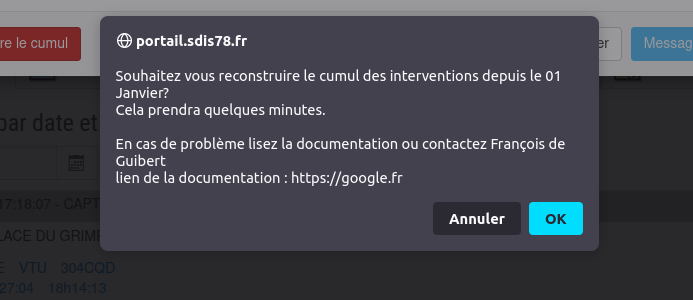 portail.sdis78.fr
re le cumul
er
Messag
Souhaitez vous reconstruire le cumul des interventions depuis le 01
Janvier?
Cela prendra quelques minutes.
En cas de problème lisez la documentation ou contactez François de
Guibert
lien de la documentation : https://google.fr
Annuler
OK
par date et
17:18:07 - CAPT
LACE DU GRIM
E VTU 304CQD
27:04 18h14:13